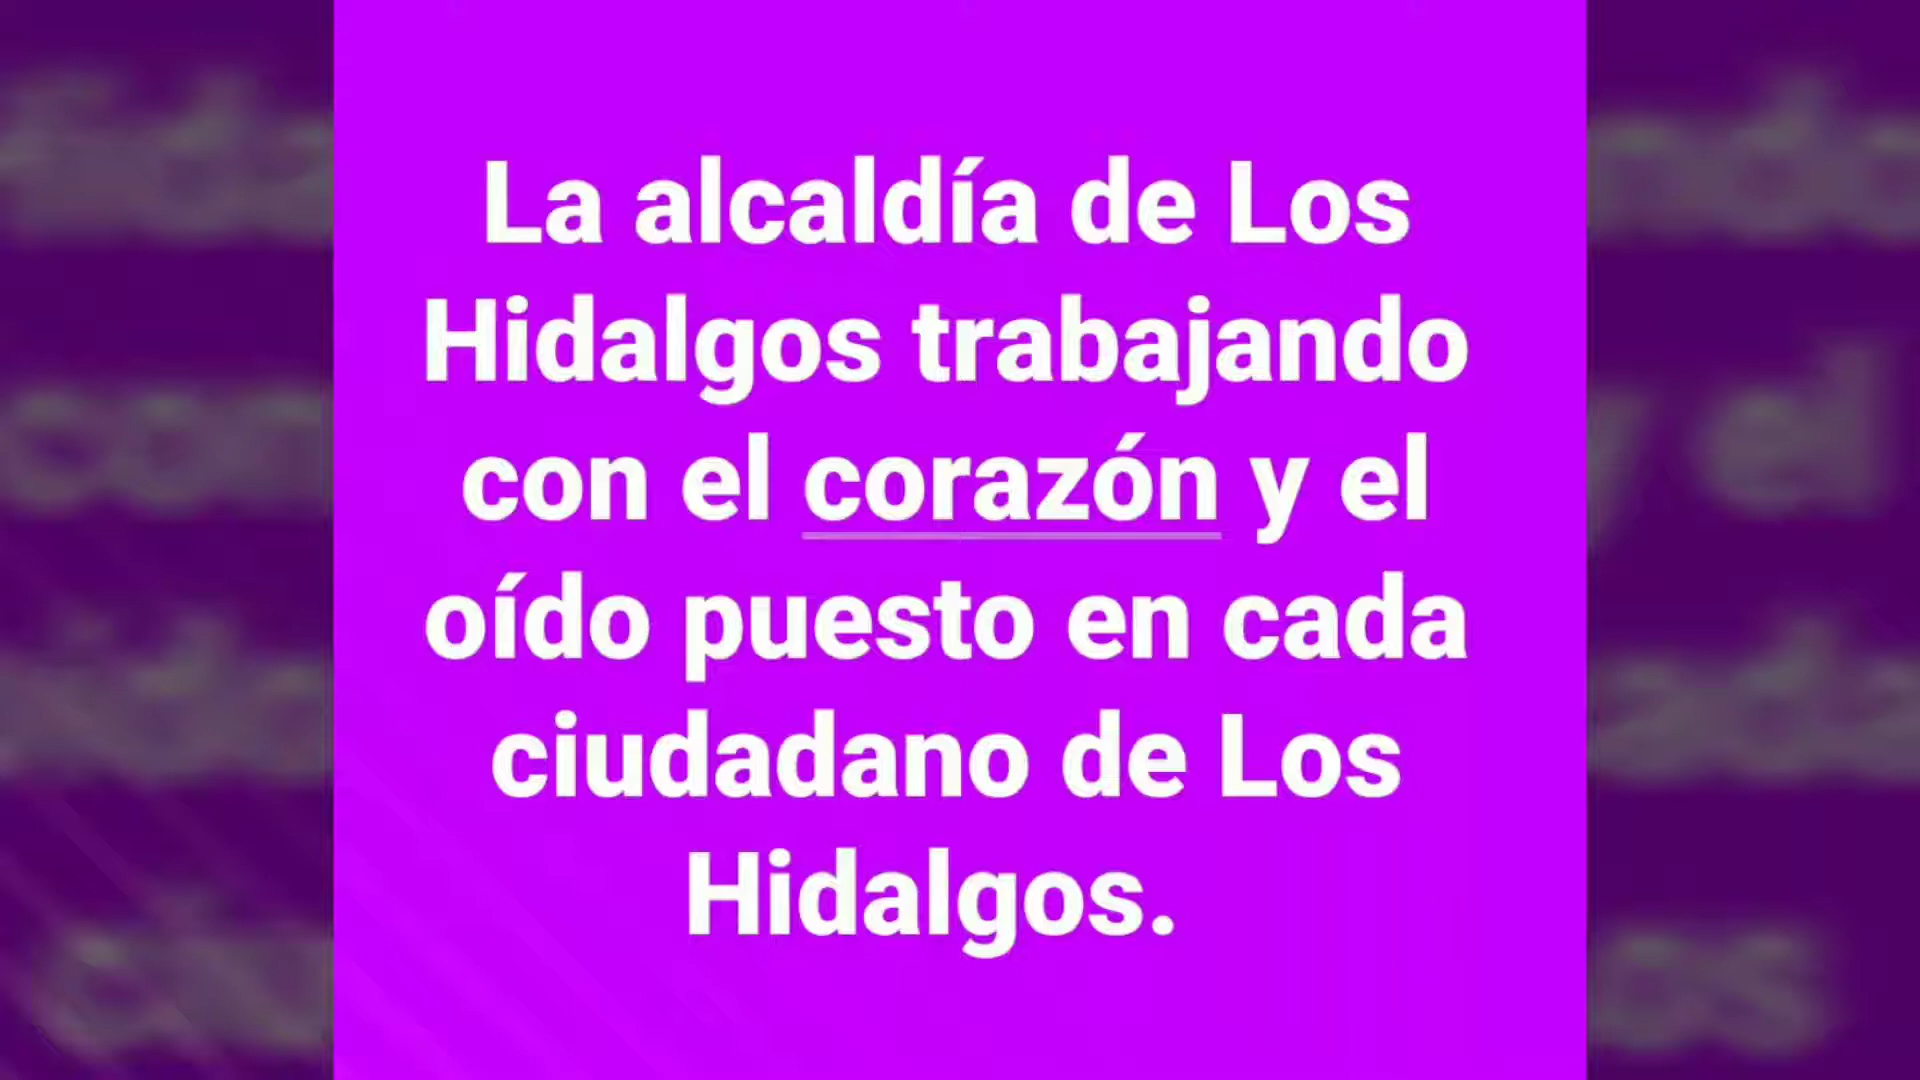 La alcaldía de Los
Hidalgos trabajando
con el corazón y el
oído puesto en cada
ciudadano de Los
Hidalgos.